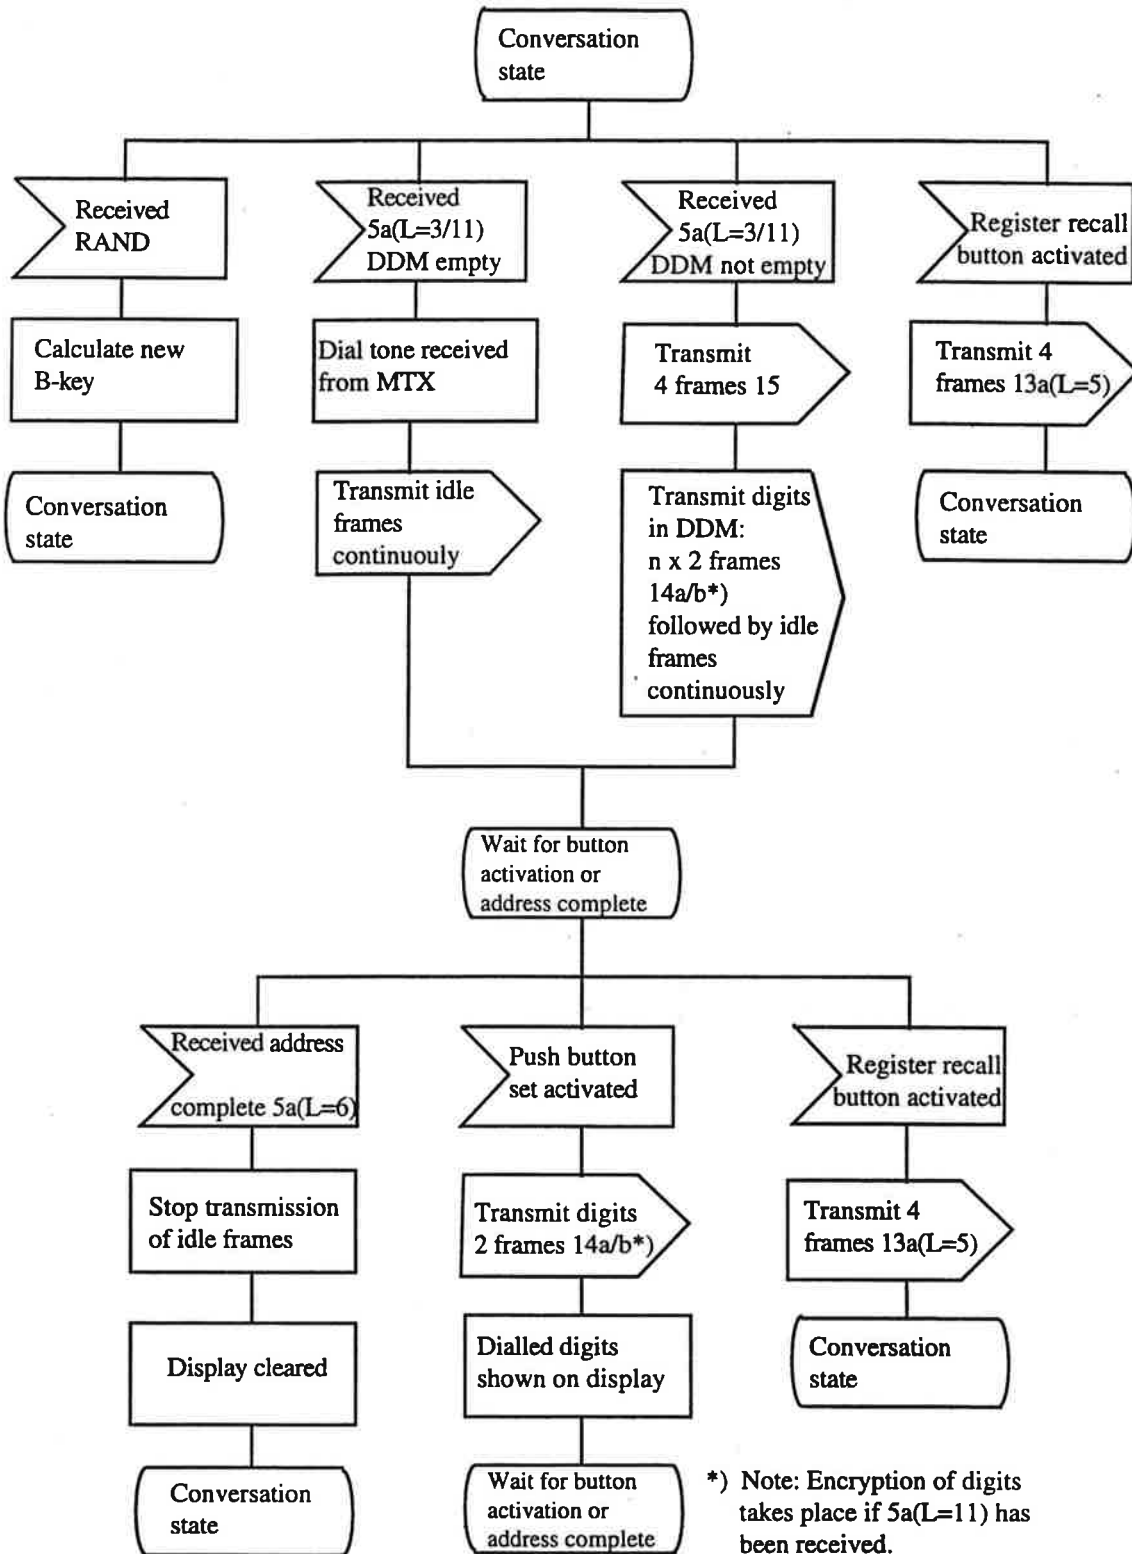 Conversation
state
Received
RAND
Received
5a(L=3/11)
DDM empty
Received
5a(L=3/11)
DDM not empty
Register recall
button activated
Calculate new
B-key
Dial tone received
from MTX
Transmit
4 frames 15
Transmit 4
frames 13a(L=5)
Conversation
state
Transmit idle
frames
continuouly
Transmit digits
in DDM:
n x 2 frames
14a/b*)
followed by idle
frames
continuously
Conversation
state
Wait for button
activation or
address complete
Received address
complete 5a(L=6)
Push button
set activated
Register recall
button activated
Stop transmission
of idle frames
Transmit digits
2 frames 14a/b*)
Transmit 4
frames 13a(L=5)
Display cleared
Dialled digits
shown on display
Conversation
state
Conversation
state
Wait for button
activation or
address complete
*) Note: Encryption of digits
takes place if 5a(L=11) has
been received.